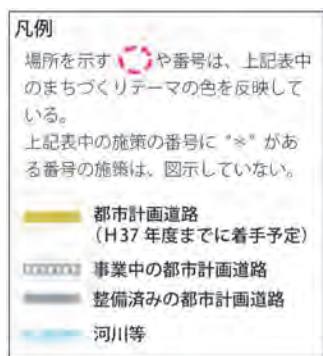 凡例
場所を示す や番号は、上記表中
のまちづくりテーマの色を反映して
いる。
上記表中の施策の番号に "＊" があ
る番号の施策は、図示していない。
都市計画道路
（H37 年度までに着手予定）
事業中の都市計画道路
整備済みの都市計画道路
河川等